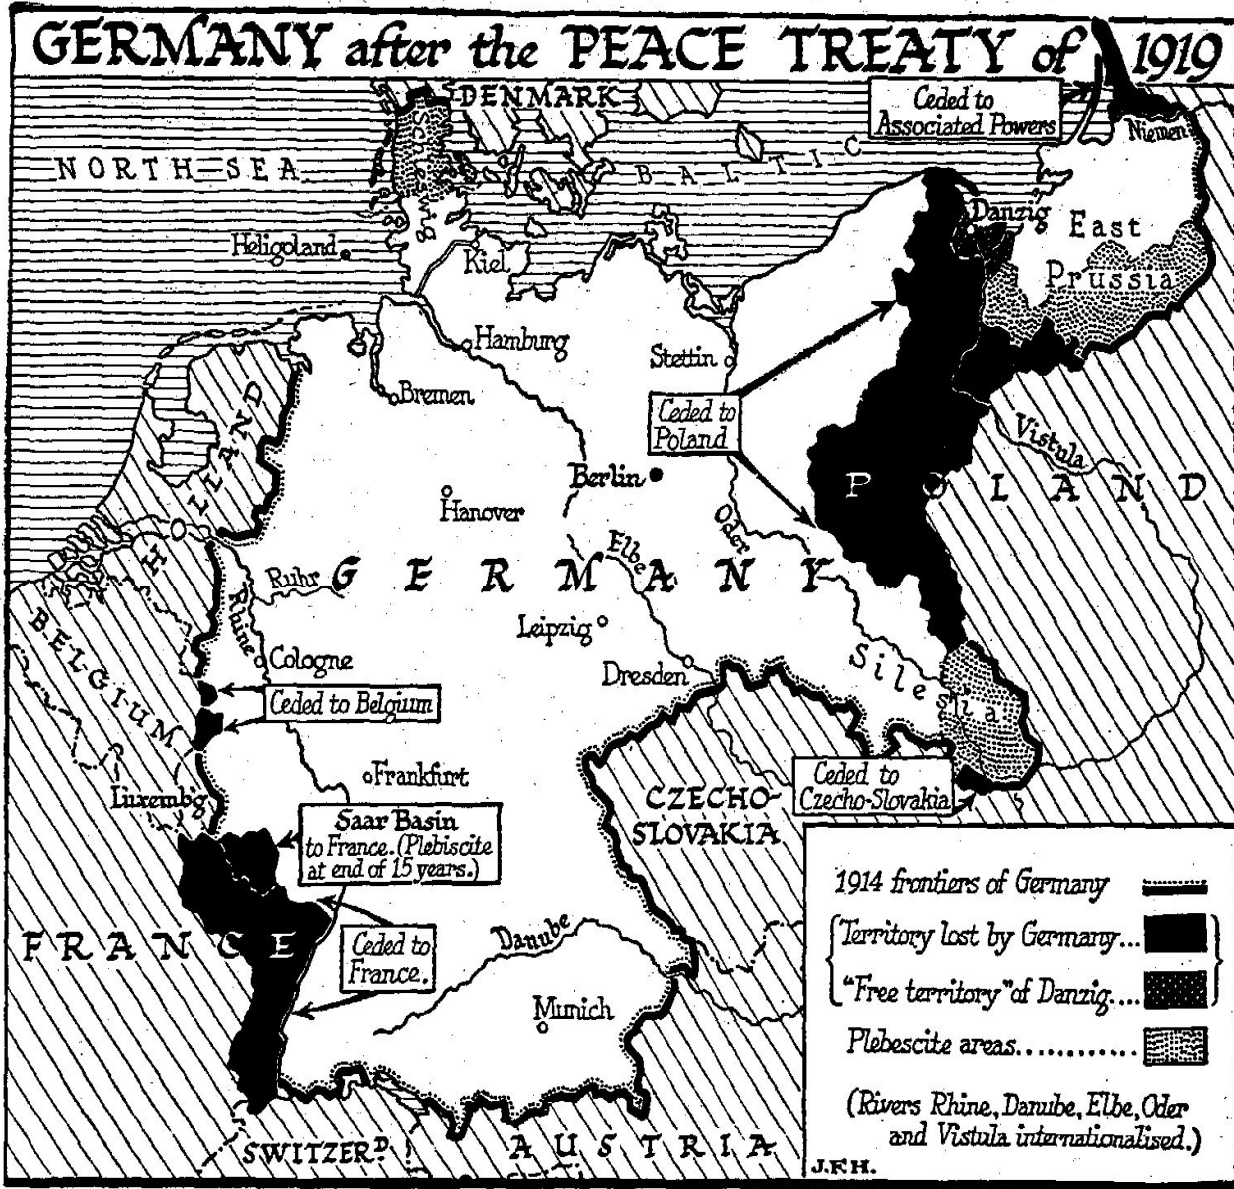 GERMANY after the PEACE TREATY of 1919
DENMARK
Ceded to
Associated Powers
Niemen
NORTH SEA
BALTIC
Schleswig
Danzig
East
Prussia
Heligoland
Kiel
Hamburg
Stettin
Bremen
Ceded to
Poland
Vistula
HOLLAND
Berlin
POLAND
Hanover
Oder
Elbe
Ruhr
GERMANY
Rhine
BELGIUM
Leipzig
Cologne
Dresden
Silesia
Ceded to Belgium
Frankfurt
Luxemb'g
CZECHO-
SLOVAKIA
Ceded to
Czecho-Slovakia
Saar Basin
to France. (Plebiscite
at end of 15 years.)
FRANCE
Ceded to
France.
Danube
Munich
SWITZERD.
AUSTRIA
1914 frontiers of Germany
Territory lost by Germany...
"Free territory" of Danzig....
Plebescite areas............
(Rivers Rhine, Danube, Elbe, Oder
and Vistula internationalised.)
J.F.H.